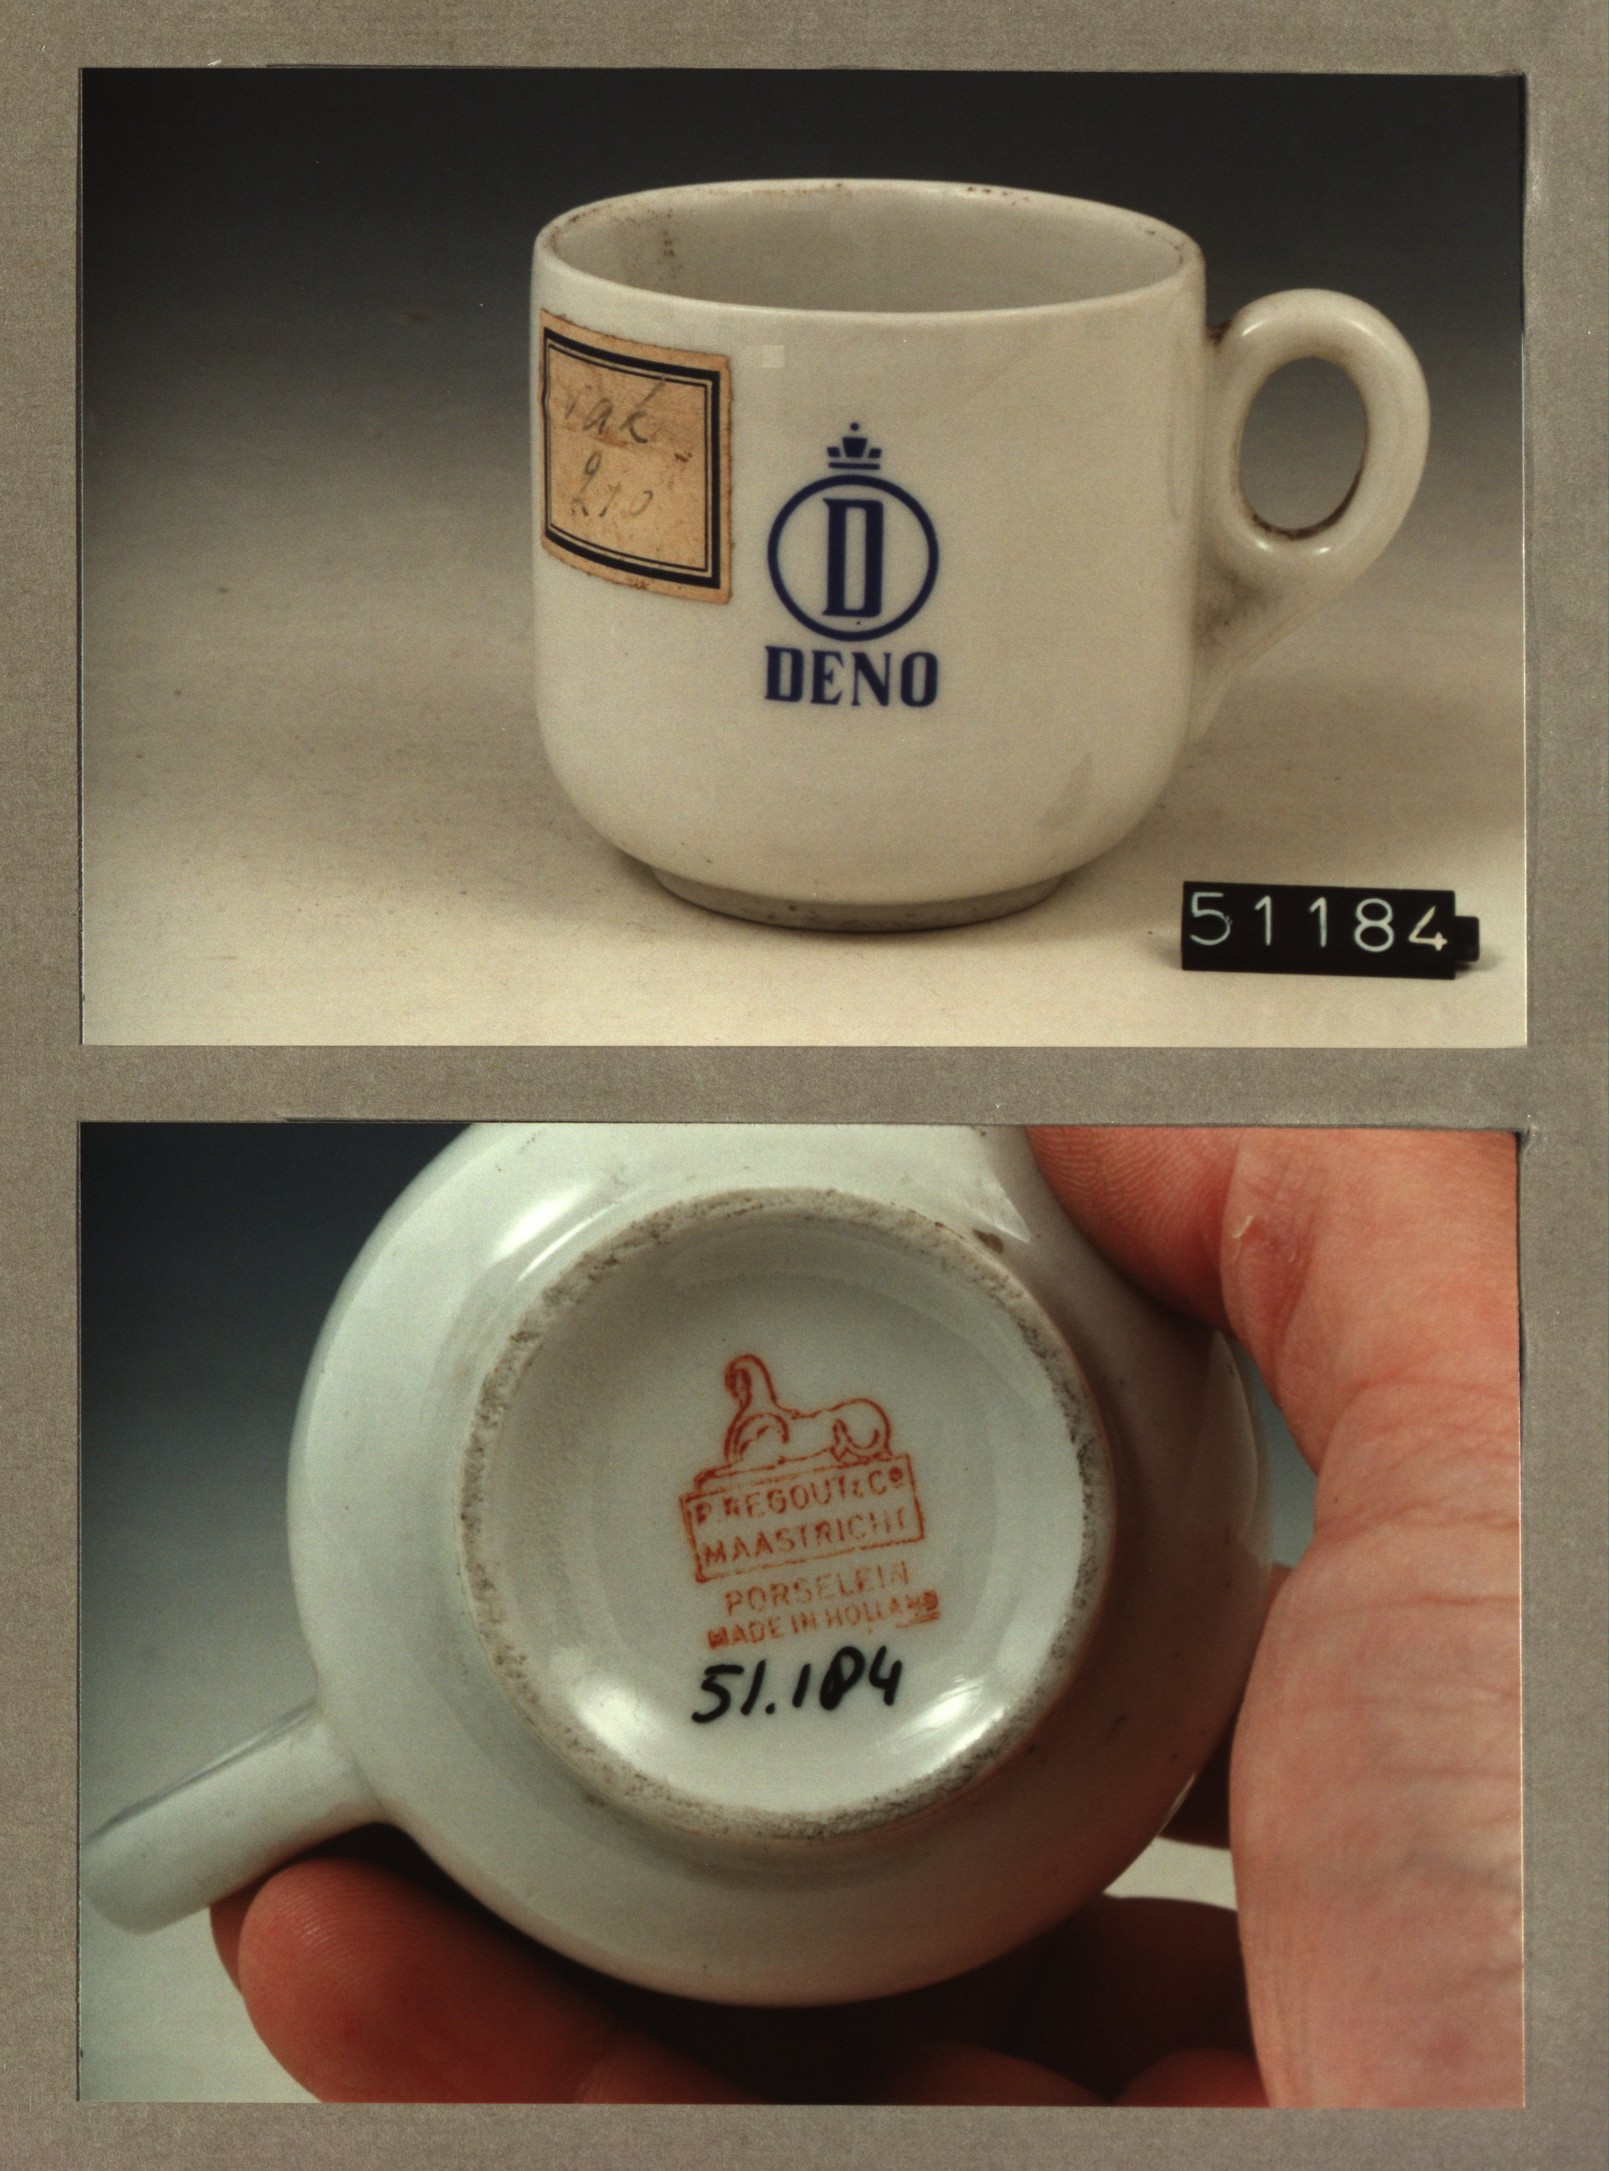 vak
210
D
DENO
51184
P. REGOUT & Co
MAASTRICHT
PORSELEIN
MADE IN HOLLAND
51.184